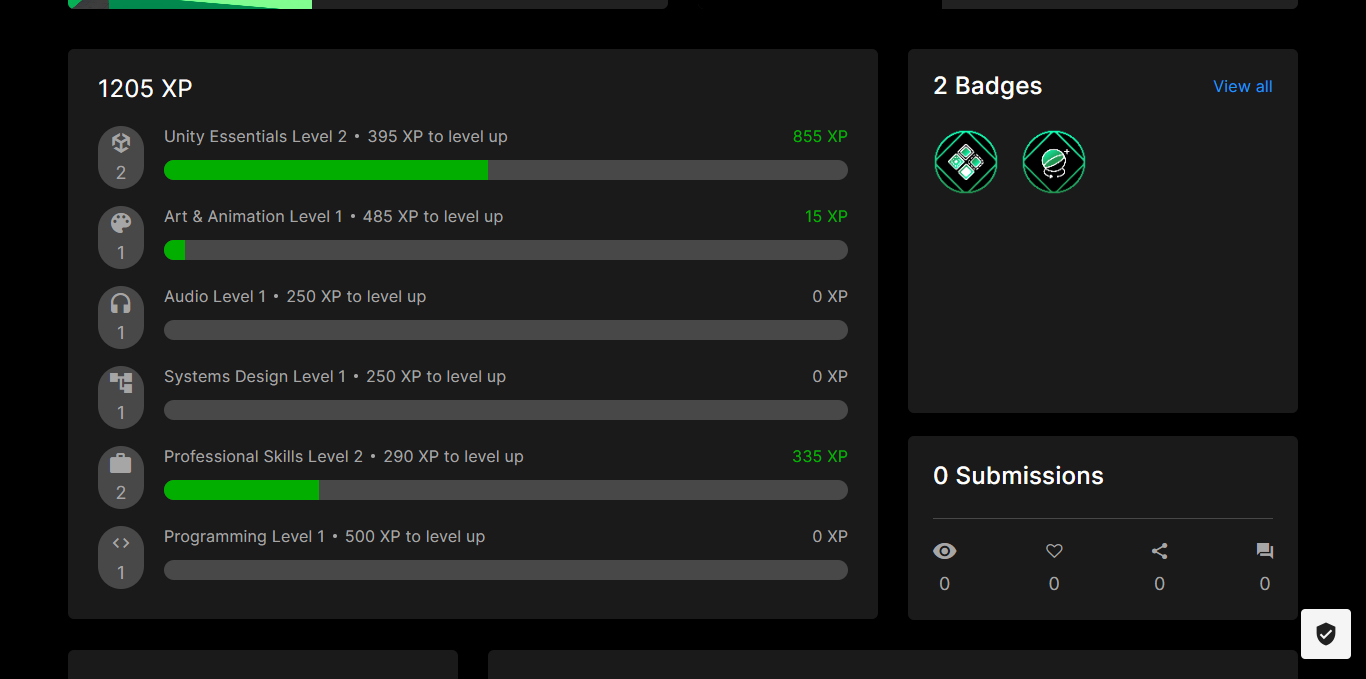 1205 XP
2
Unity Essentials Level 2 • 395 XP to level up
855 XP
1
Art & Animation Level 1 • 485 XP to level up
15 XP
1
Audio Level 1 • 250 XP to level up
0 XP
1
Systems Design Level 1 • 250 XP to level up
0 XP
2
Professional Skills Level 2 • 290 XP to level up
335 XP
1
Programming Level 1 • 500 XP to level up
0 XP
2 Badges
View all
0 Submissions
0 0 0 0